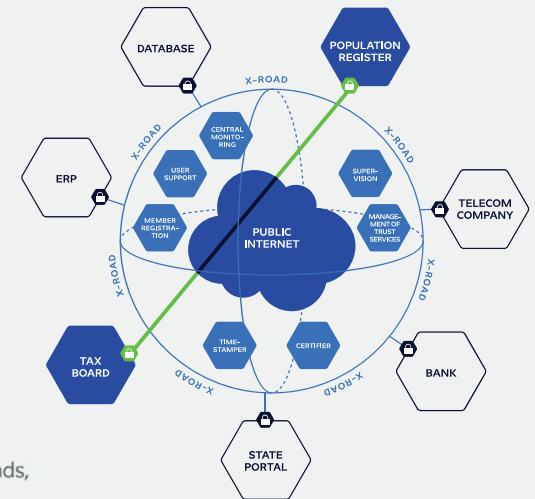 DATABASE
POPULATION
REGISTER
X-ROAD
X-ROAD
X-ROAD
CENTRAL
MONITO-
RING
USER
SUPPORT
SUPER-
VISION
ERP
MEMBER
REGISTRA-
TION
PUBLIC
INTERNET
MANAGE-
MENT OF
TRUST
SERVICES
TELECOM
COMPANY
X-ROAD
X-ROAD
TIME-
STAMPER
CERTIFIER
TAX
BOARD
BANK
X-ROAD
X-ROAD
STATE
PORTAL